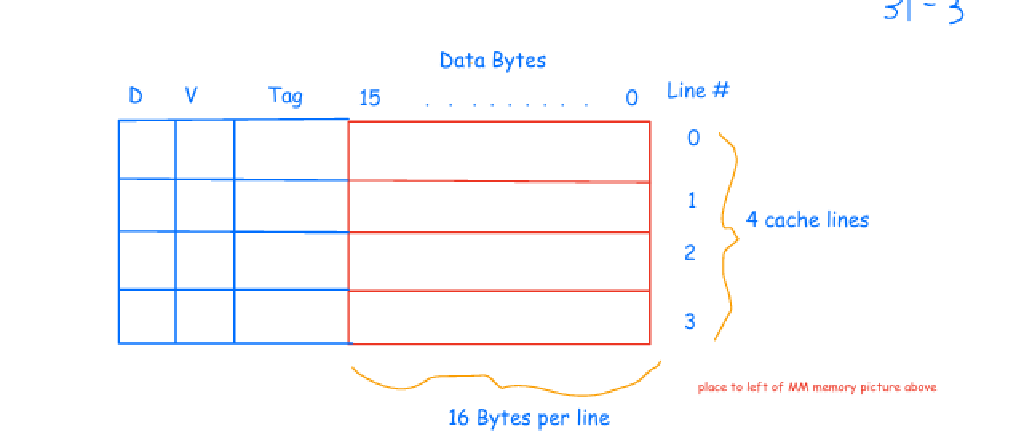 31-3
Data Bytes
D V Tag 15 . . . . . . . . . 0 Line #
0
1
4 cache lines
2
3
place to left of MM memory picture above
16 Bytes per line